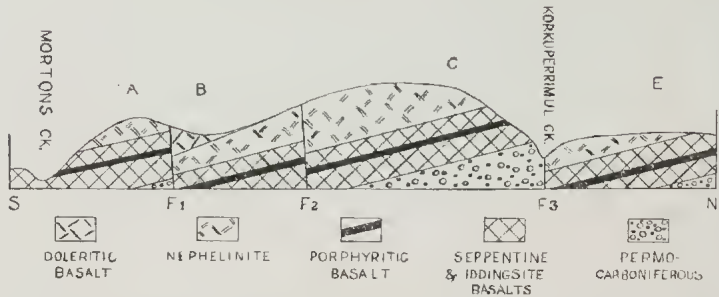 MORTONS CK.
A
B
C
KORKUPERRIMUL CK
E
S
F1
F2
F3
N
DOLERITIC
BASALT
NEPHELINITE
PORPHYRITIC
BASALT
SEPPENTINE
& IDDINGSITE
BASALTS
PERMO-
CARBONIFEROUS